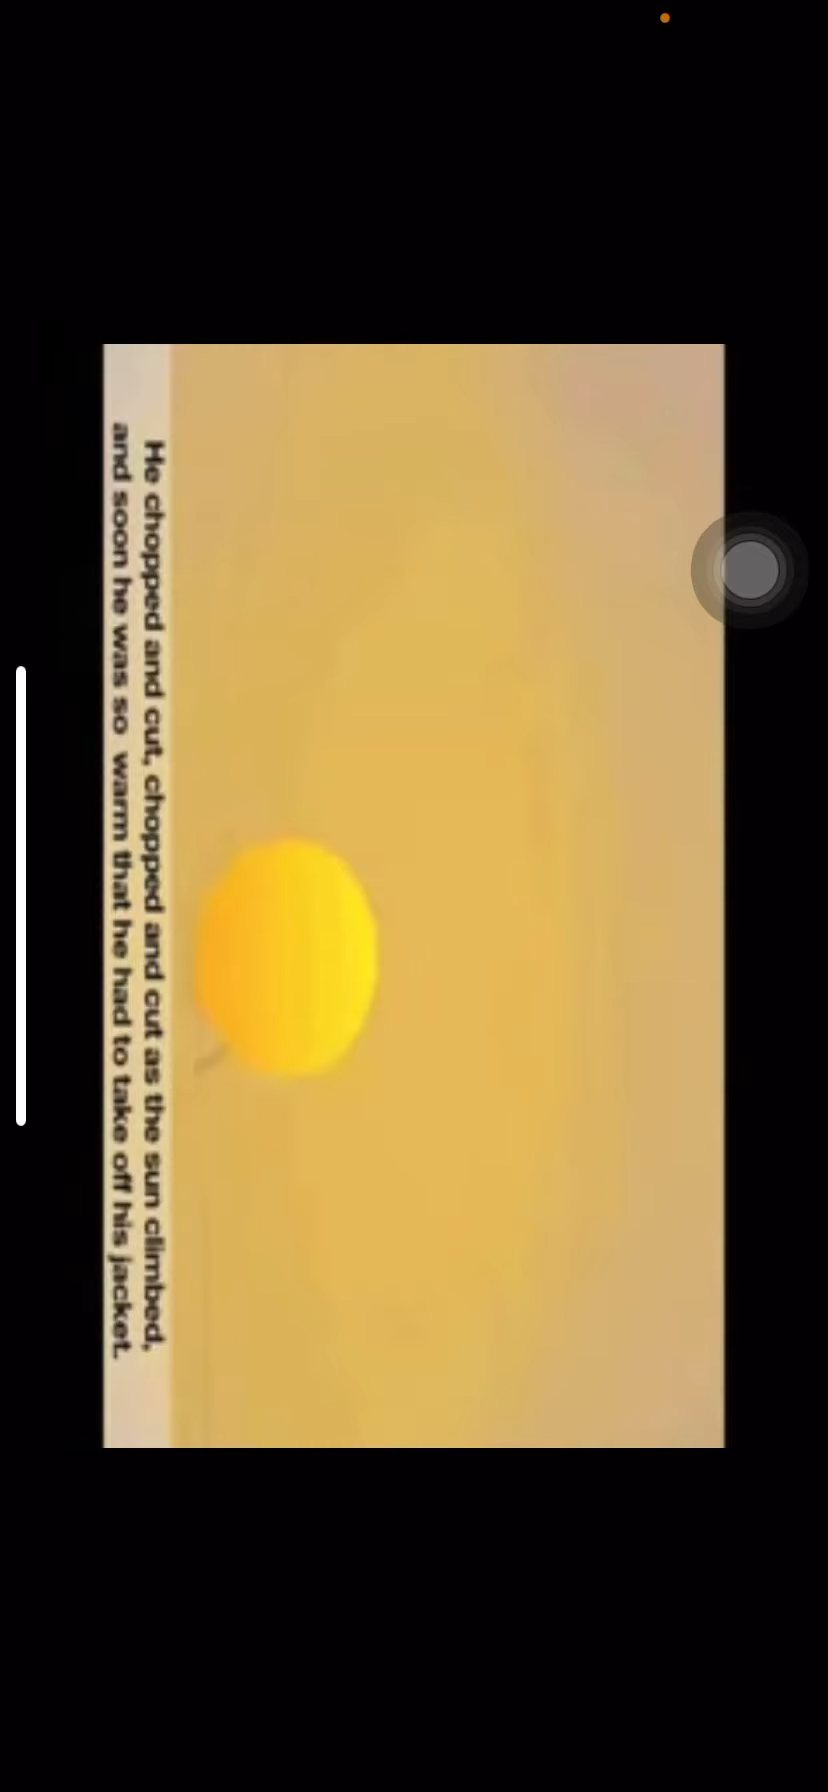 He chopped and cut, chopped and cut as the sun climbed,
and soon he was so  warm that he had to take off his jacket.